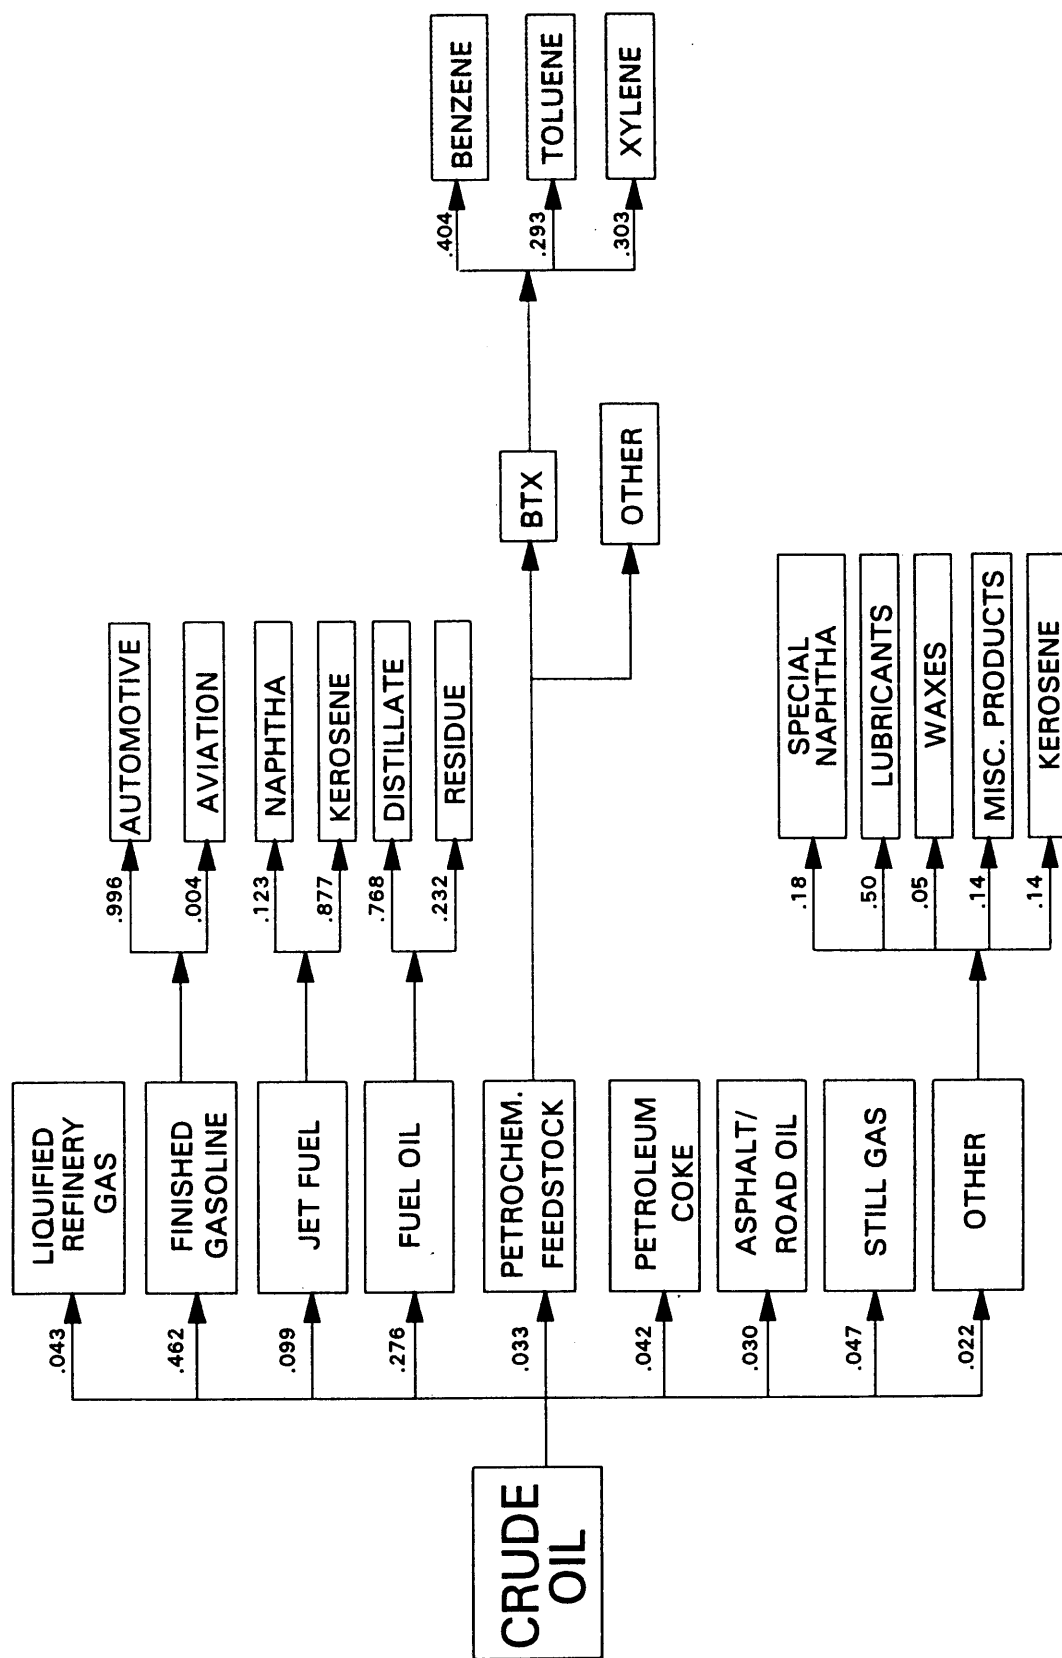 CRUDE
OIL
.043
LIQUIFIED
REFINERY
GAS
.462
FINISHED
GASOLINE
.996
AUTOMOTIVE
.004
AVIATION
.099
JET FUEL
.123
NAPHTHA
.877
KEROSENE
.276
FUEL OIL
.768
DISTILLATE
.232
RESIDUE
.033
PETROCHEM.
FEEDSTOCK
BTX
.404
BENZENE
.293
TOLUENE
.303
XYLENE
OTHER
.042
PETROLEUM
COKE
.030
ASPHALT/
ROAD OIL
.047
STILL GAS
.022
OTHER
.18
SPECIAL
NAPHTHA
.50
LUBRICANTS
.05
WAXES
.14
MISC. PRODUCTS
.14
KEROSENE